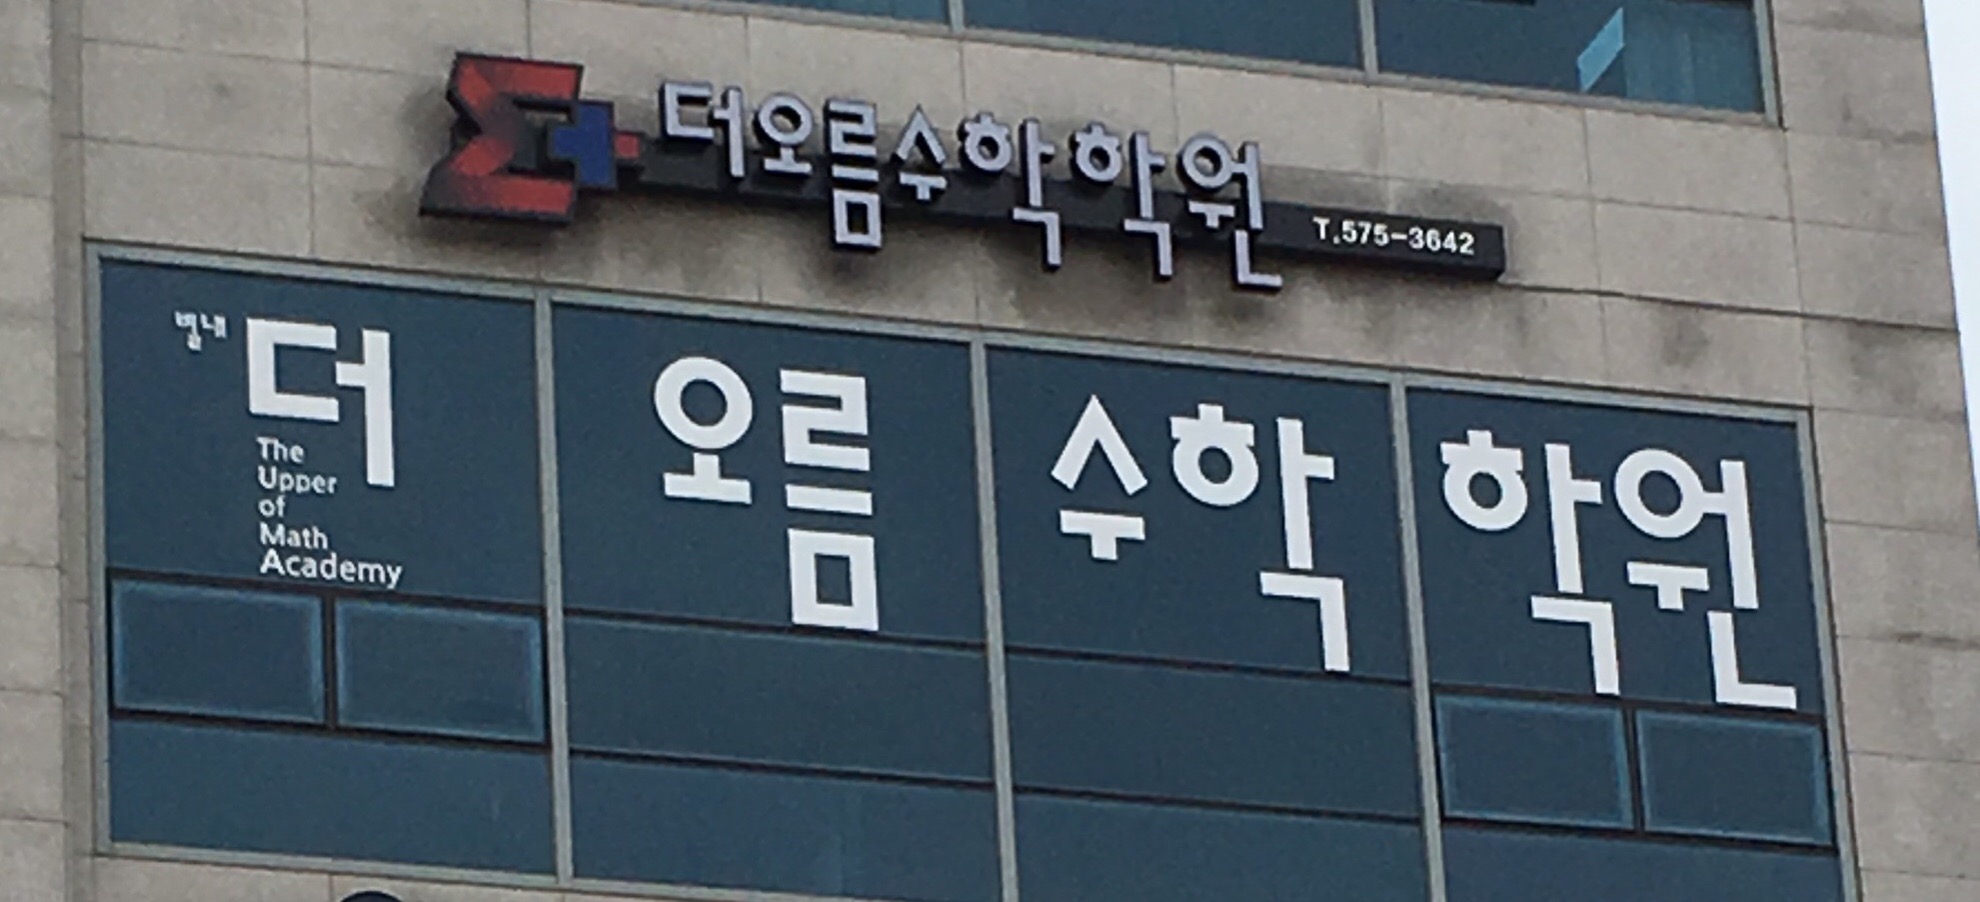 Σ+ 더오름수학학원 T.575-3642
별내 더 오름 수학 학원
The
Upper
of
Math
Academy